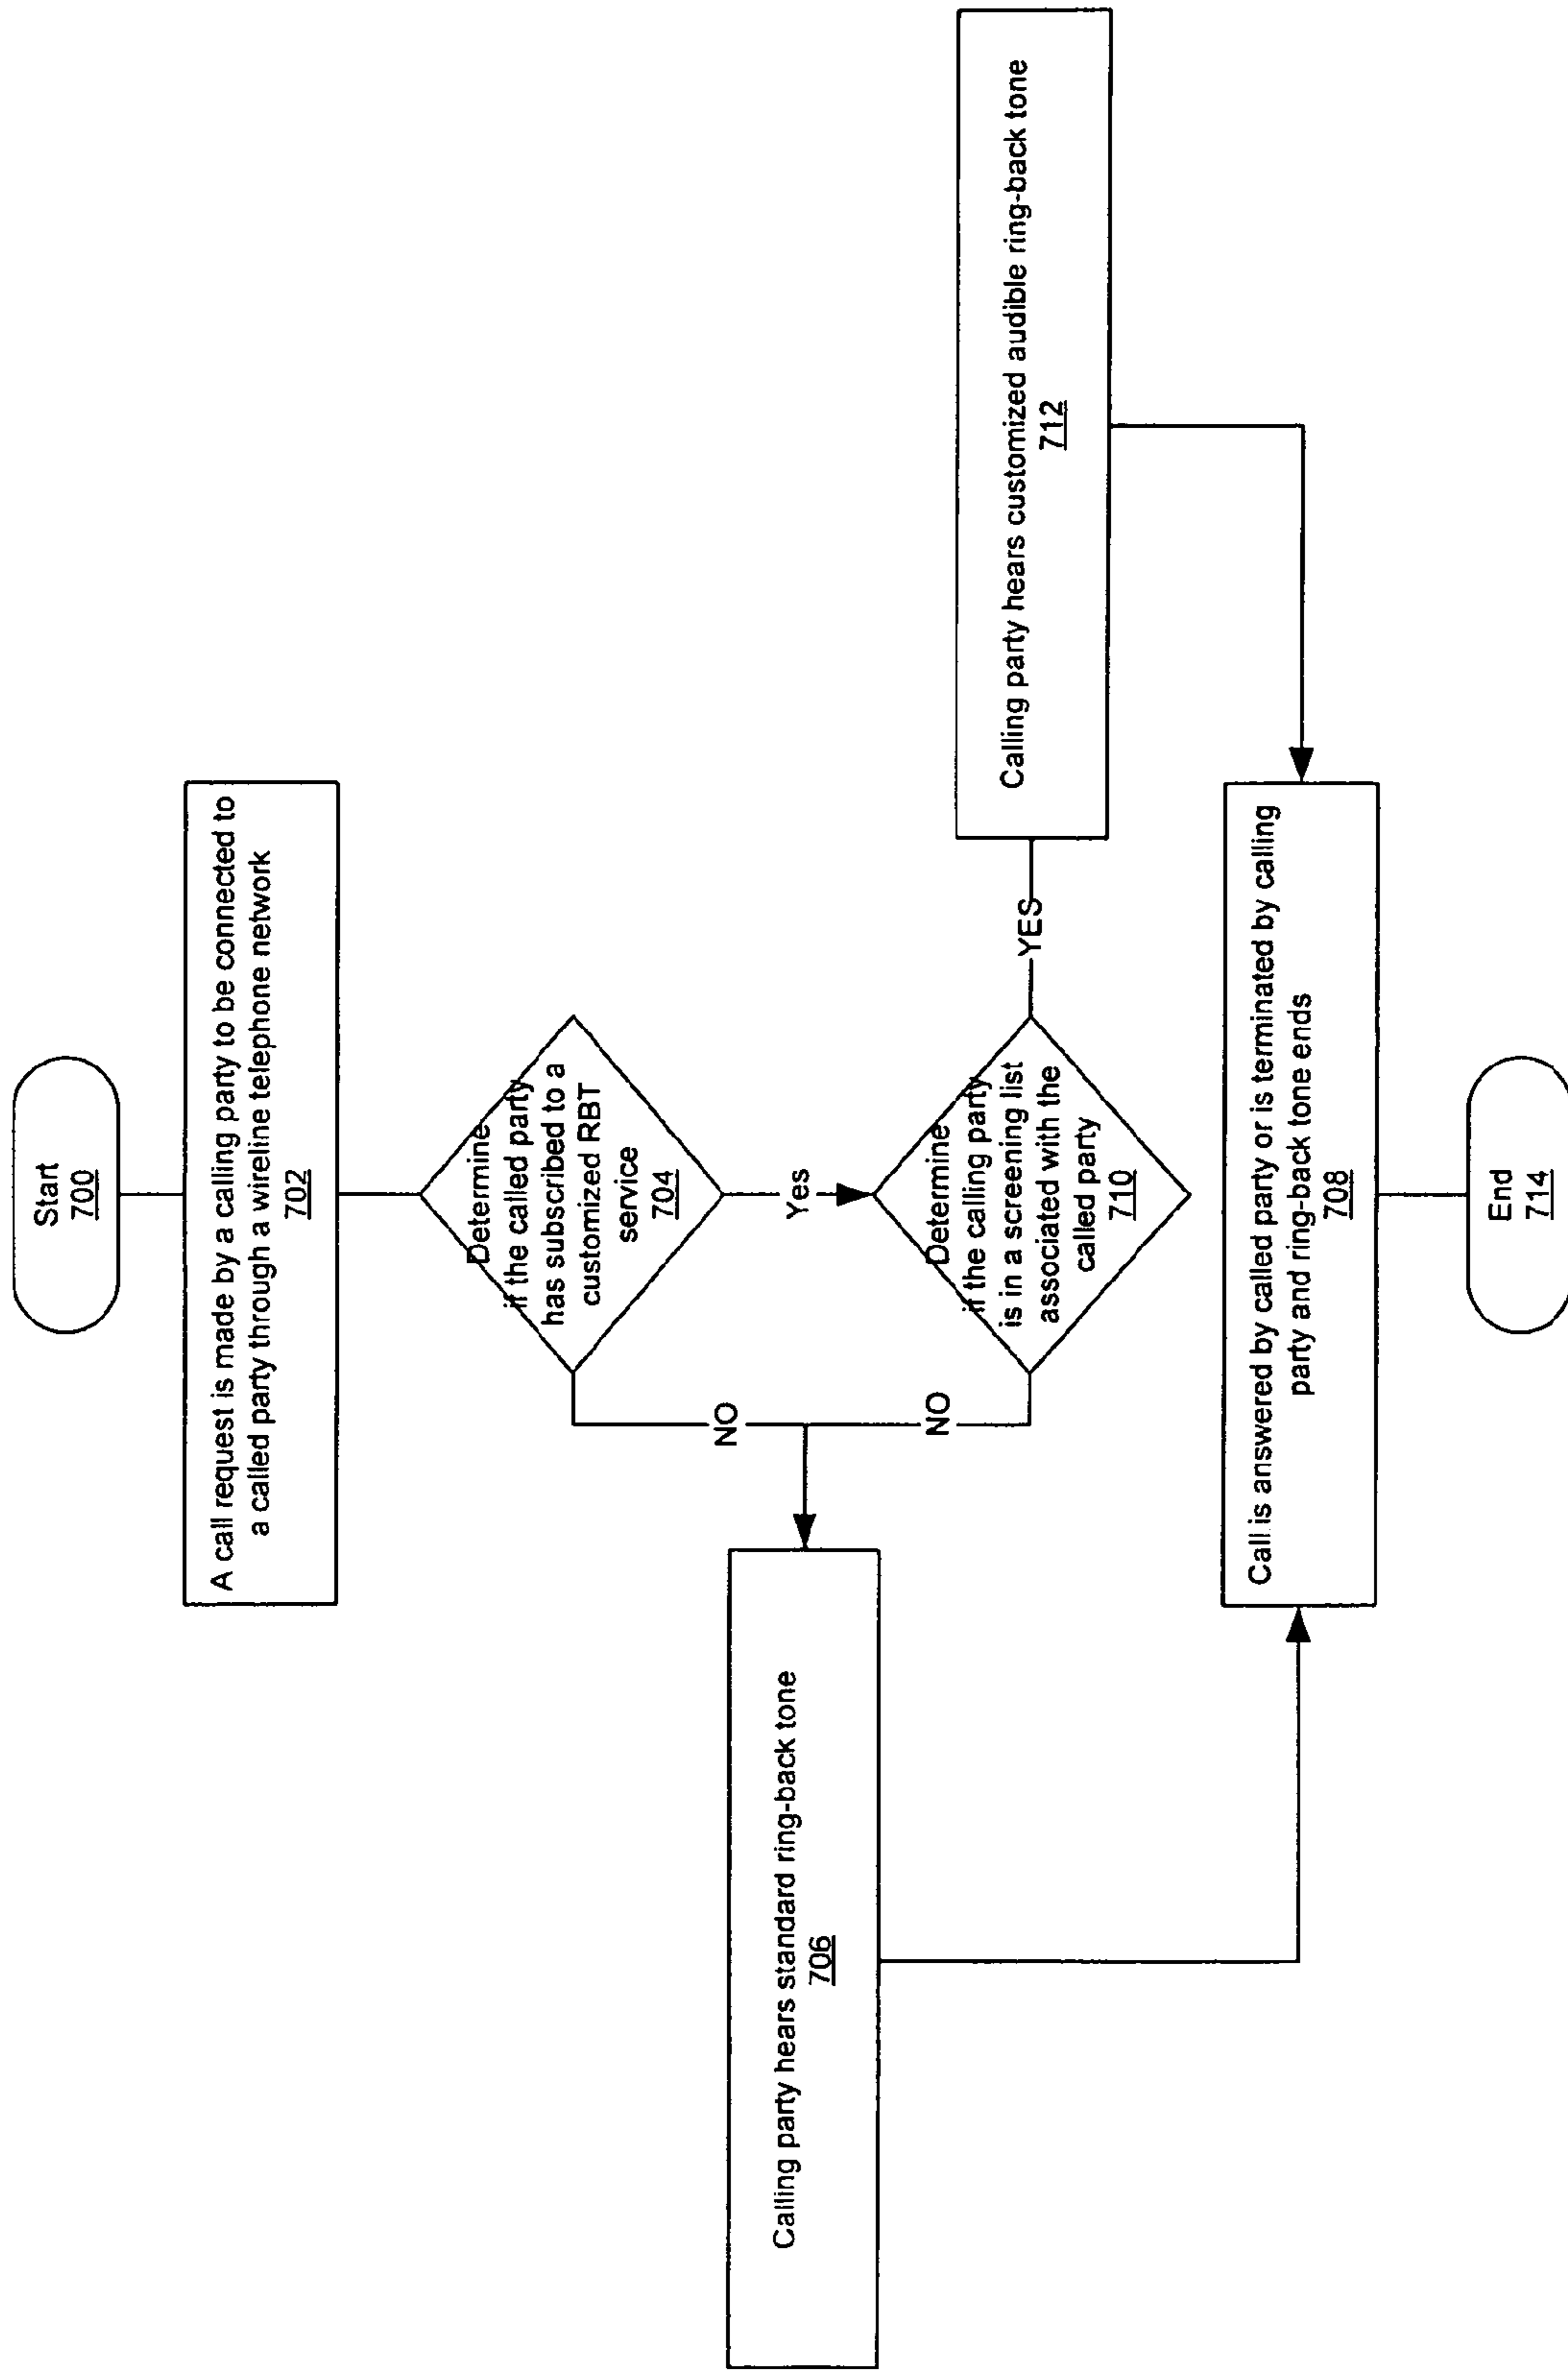 Start
700
A call request is made by a calling party to be connected to
a called party through a wireline telephone network
702
Determine
if the called party
has subscribed to a
customized RBT
service
704
NO
Yes
Calling party hears standard ring-back tone
706
Determine
if the calling party
is in a screening list
associated with the
called party
710
NO
YES
Calling party hears customized audible ring-back tone
712
Call is answered by called party or is terminated by calling
party and ring-back tone ends
708
End
714